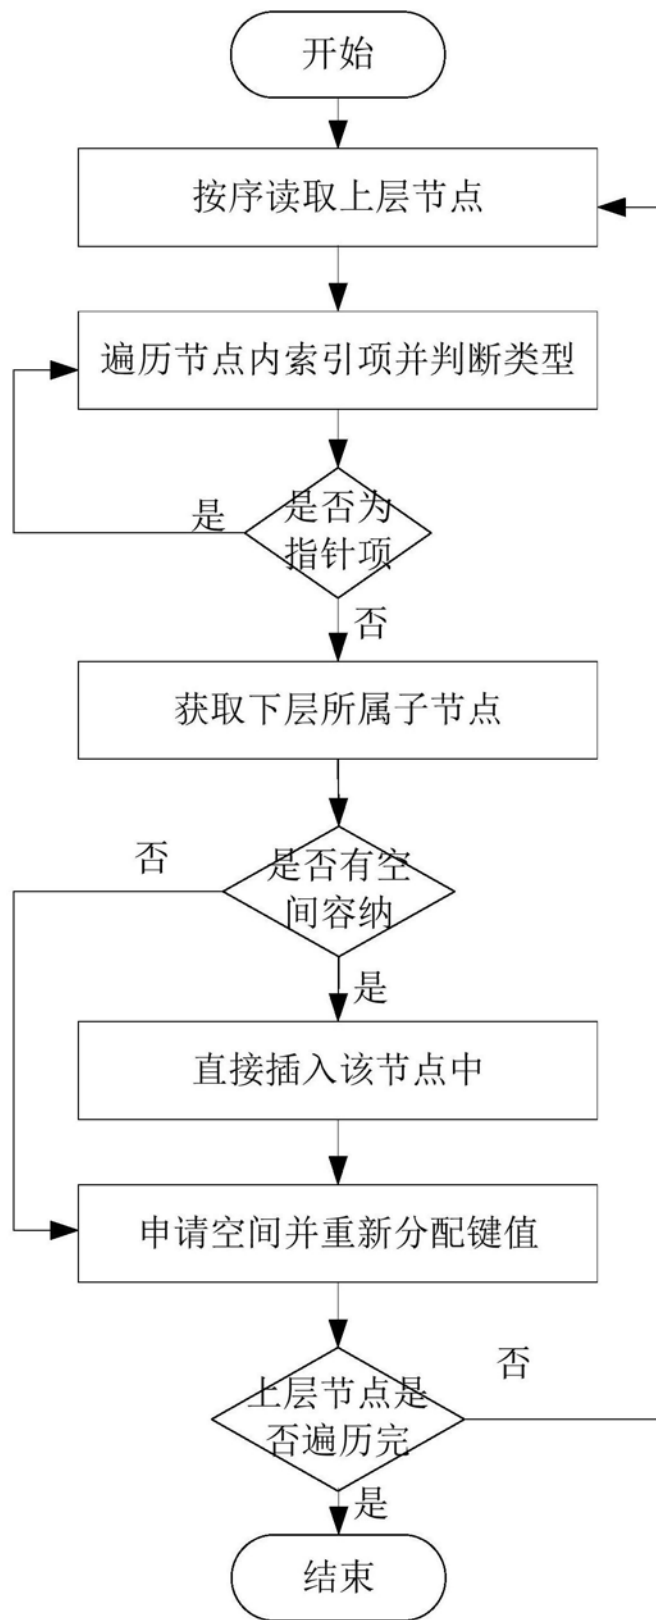 开始
按序读取上层节点
遍历节点内索引项并判断类型
是
是否为
指针项
否
获取下层所属子节点
否
是否有空
间容纳
是
直接插入该节点中
申请空间并重新分配键值
否
上层节点是
否遍历完
是
结束